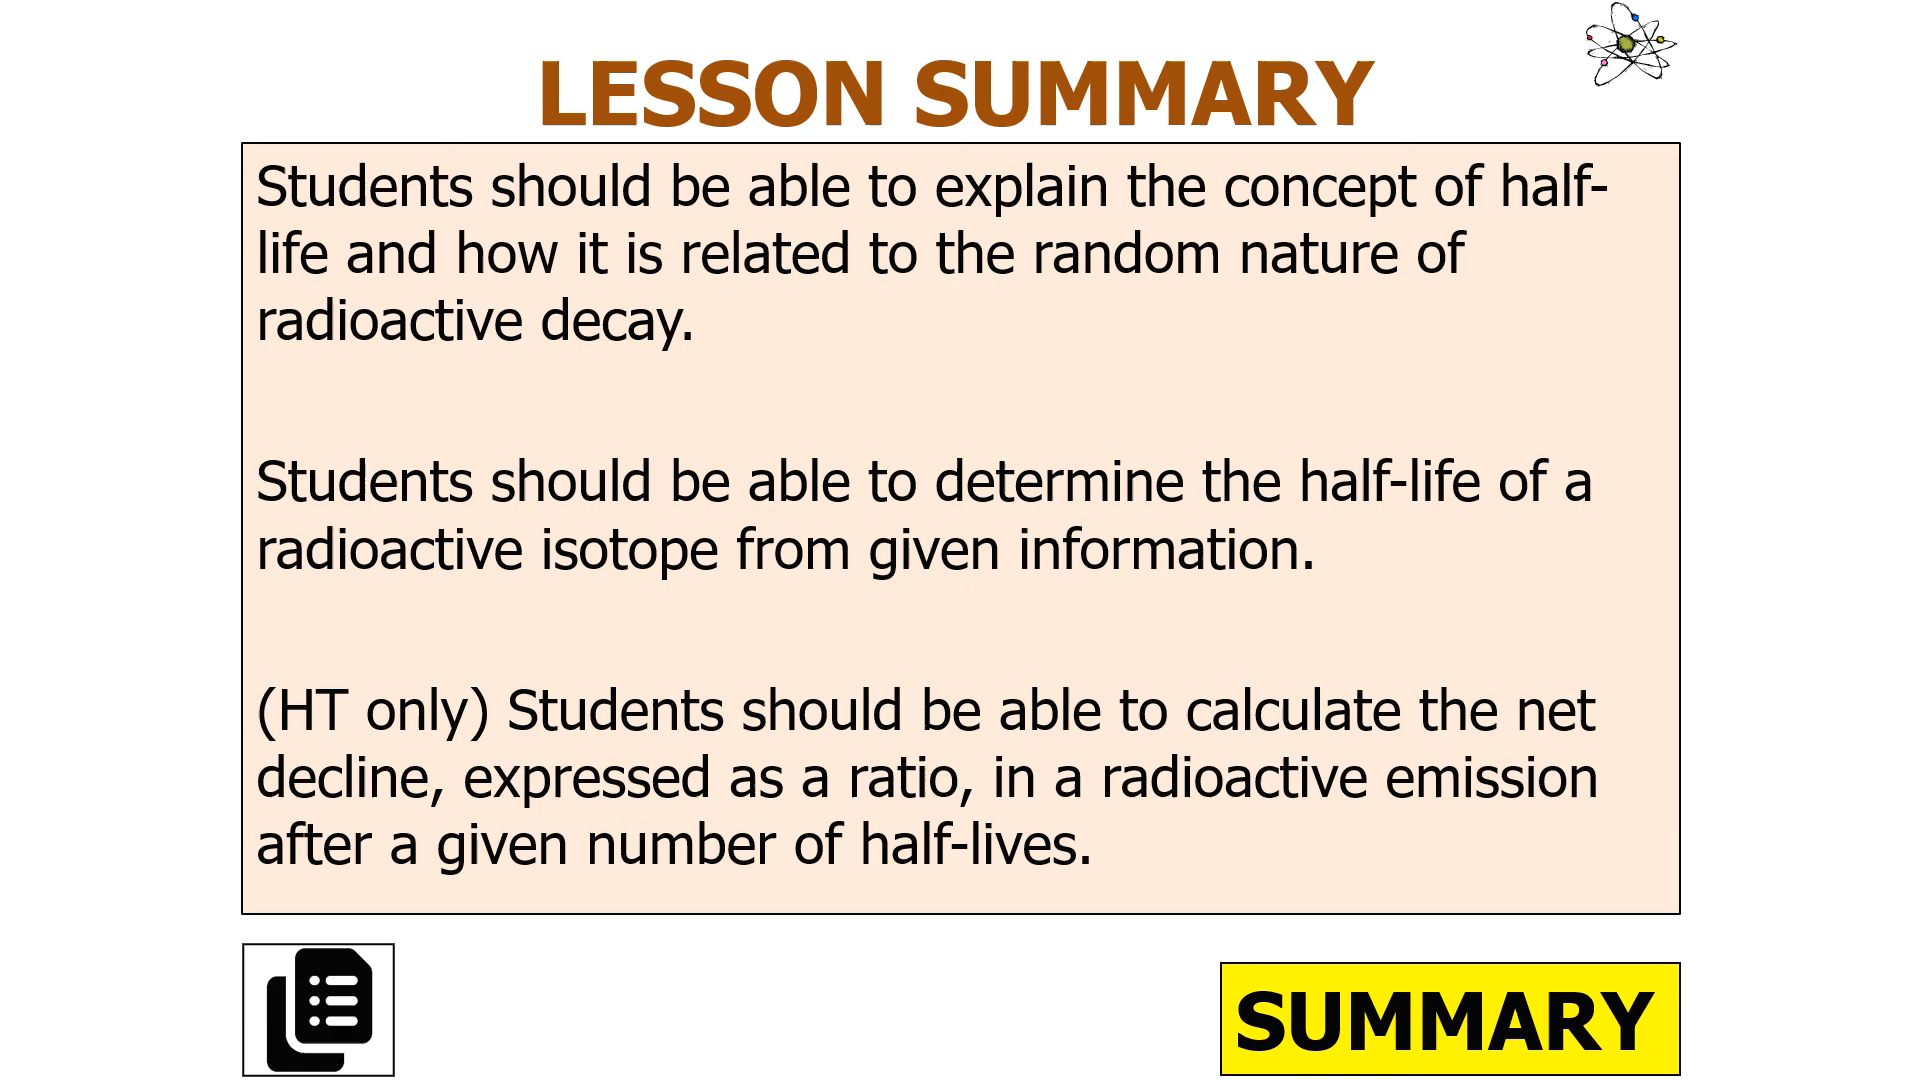 LESSON SUMMARY
Students should be able to explain the concept of half-
life and how it is related to the random nature of
radioactive decay.
Students should be able to determine the half-life of a
radioactive isotope from given information.
(HT only) Students should be able to calculate the net
decline, expressed as a ratio, in a radioactive emission
after a given number of half-lives.
SUMMARY